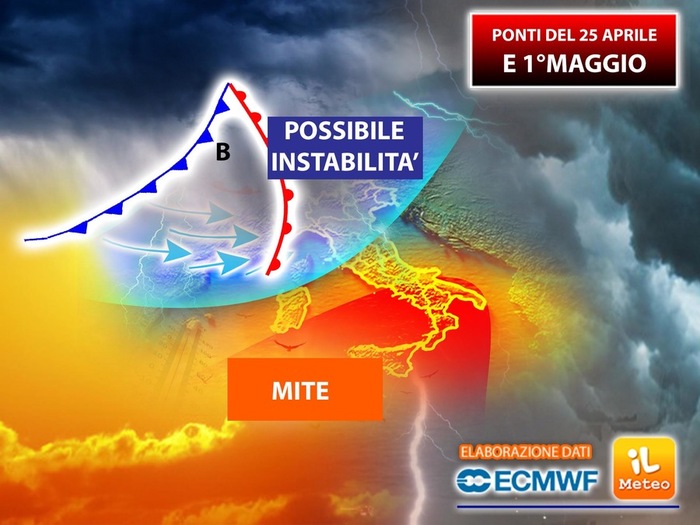 PONTI DEL 25 APRILE
E 1°MAGGIO
POSSIBILE
INSTABILITA'
B
MITE
ELABORAZIONE DATI
ECMWF
iL
Meteo